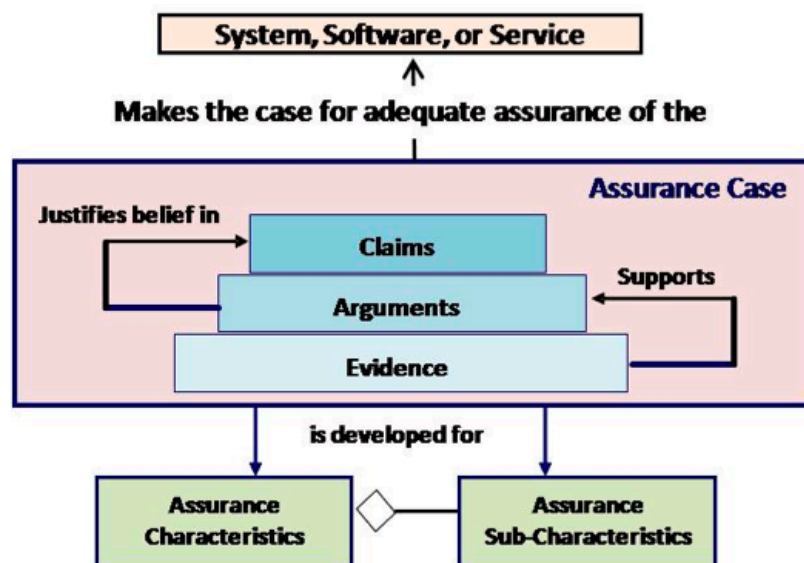 System, Software, or Service
Makes the case for adequate assurance of the
Assurance Case
Justifies belief in
Claims
Supports
Arguments
Evidence
is developed for
Assurance
Characteristics
Assurance
Sub-Characteristics